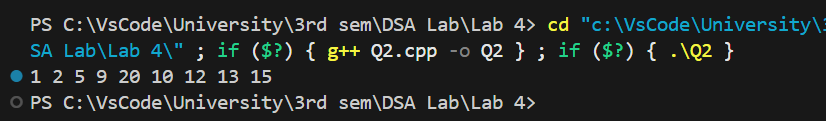 PS C:\VsCode\University\3rd sem\DSA Lab\Lab 4> cd "c:\VsCode\University\3
SA Lab\Lab 4\" ; if ($?) { g++ Q2.cpp -o Q2 } ; if ($?) { .\Q2 }
1 2 5 9 20 10 12 13 15
PS C:\VsCode\University\3rd sem\DSA Lab\Lab 4>